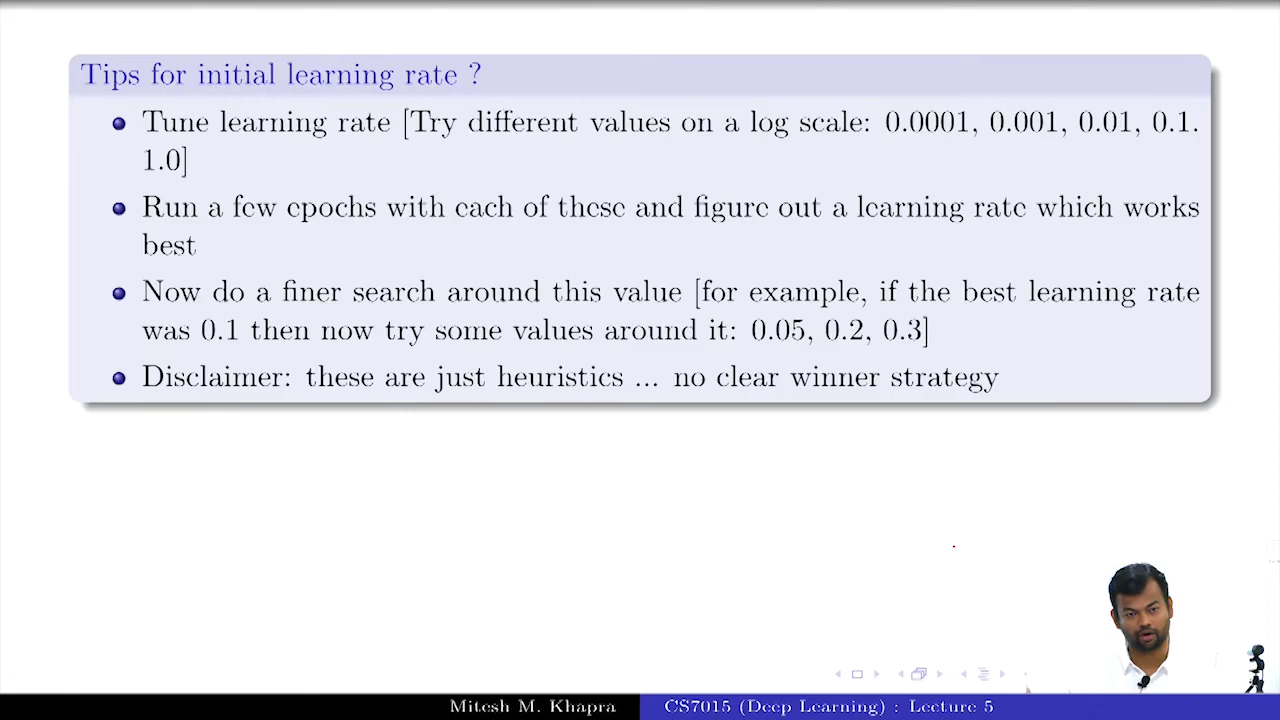 Tips for initial learning rate ?
Tune learning rate [Try different values on a log scale: 0.0001, 0.001, 0.01, 0.1.
1.0]
Run a few epochs with each of these and figure out a learning rate which works
best
Now do a finer search around this value [for example, if the best learning rate
was 0.1 then now try some values around it: 0.05, 0.2, 0.3]
Disclaimer: these are just heuristics ... no clear winner strategy
Mitesh M. Khapra
CS7015 (Deep Learning) : Lecture 5